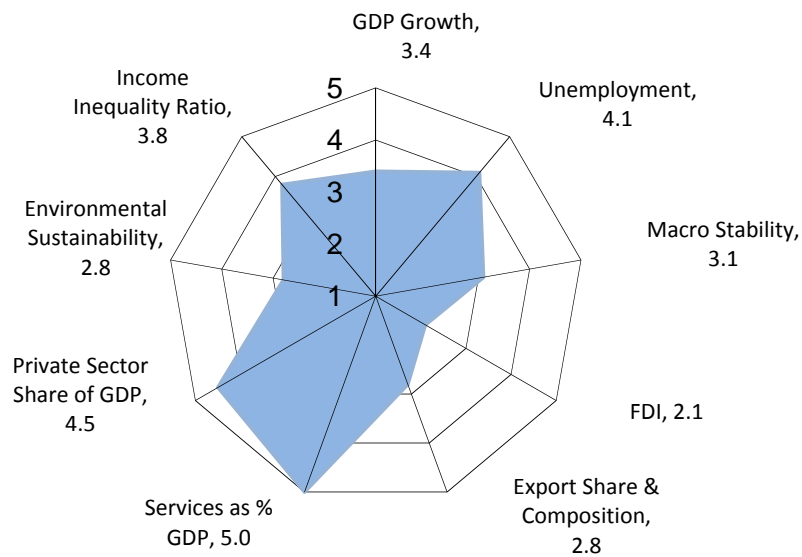 GDP Growth,
3.4
Unemployment,
4.1
Macro Stability,
3.1
FDI, 2.1
Export Share &
Composition,
2.8
Services as %
GDP, 5.0
Private Sector
Share of GDP,
4.5
Environmental
Sustainability,
2.8
Income
Inequality Ratio,
3.8
5
4
3
2
1